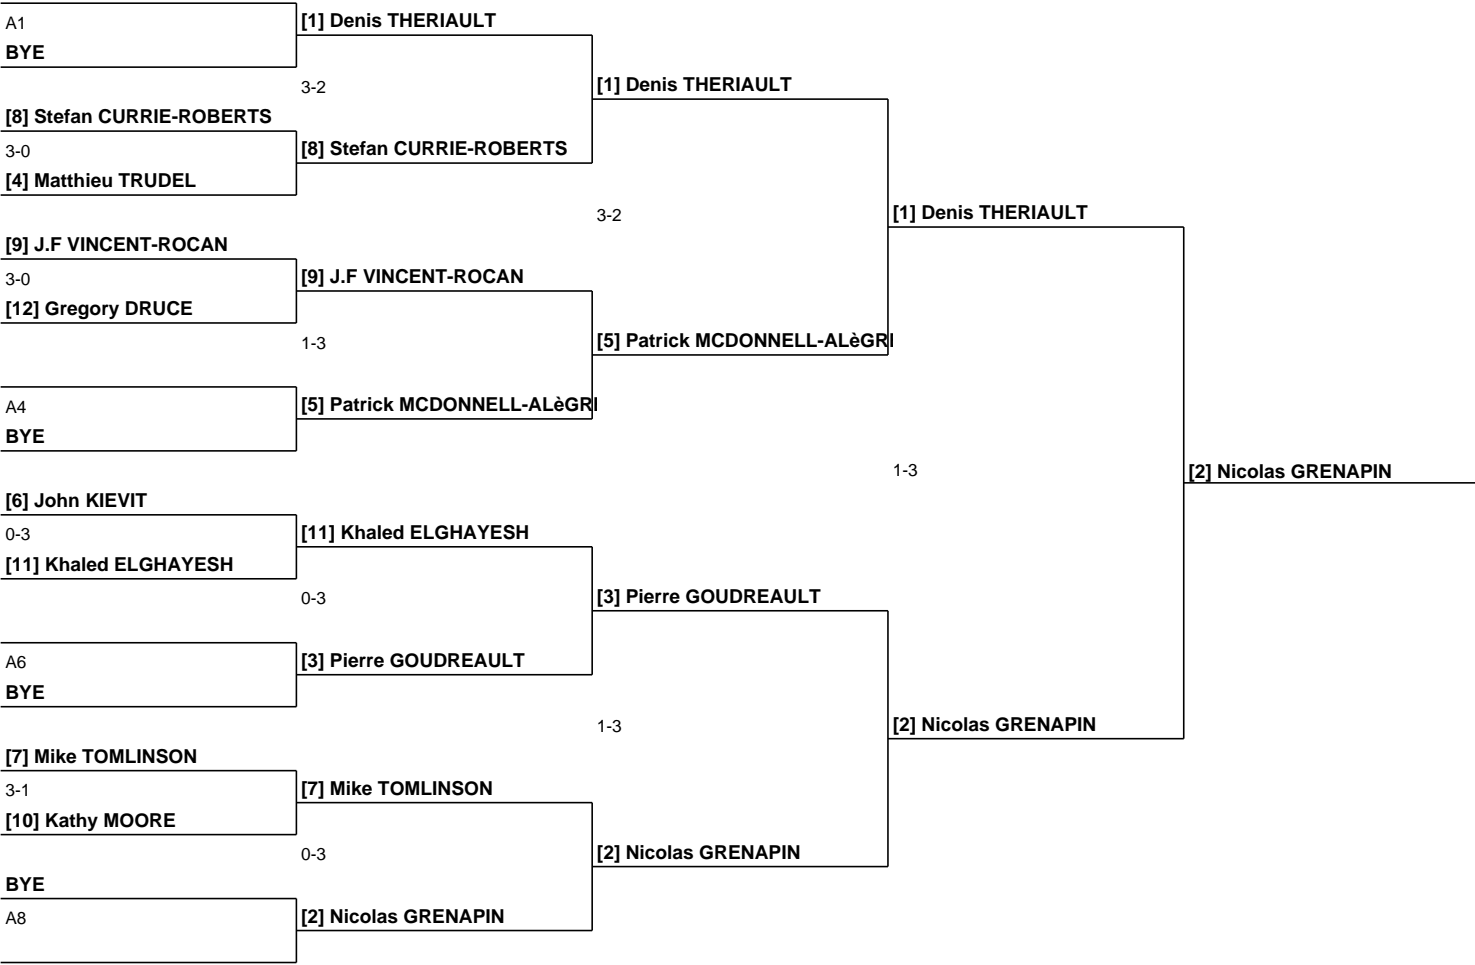 A1
[1] Denis THERIAULT
BYE
3-2
[1] Denis THERIAULT
[8] Stefan CURRIE-ROBERTS
3-0
[8] Stefan CURRIE-ROBERTS
[4] Matthieu TRUDEL
3-2
[1] Denis THERIAULT
[9] J.F VINCENT-ROCAN
3-0
[9] J.F VINCENT-ROCAN
[12] Gregory DRUCE
1-3
[5] Patrick MCDONNELL-ALèGRI
A4
[5] Patrick MCDONNELL-ALèGRI
BYE
1-3
[2] Nicolas GRENAPIN
[6] John KIEVIT
0-3
[11] Khaled ELGHAYESH
[11] Khaled ELGHAYESH
0-3
[3] Pierre GOUDREAULT
A6
[3] Pierre GOUDREAULT
BYE
1-3
[2] Nicolas GRENAPIN
[7] Mike TOMLINSON
3-1
[7] Mike TOMLINSON
[10] Kathy MOORE
0-3
[2] Nicolas GRENAPIN
BYE
A8
[2] Nicolas GRENAPIN